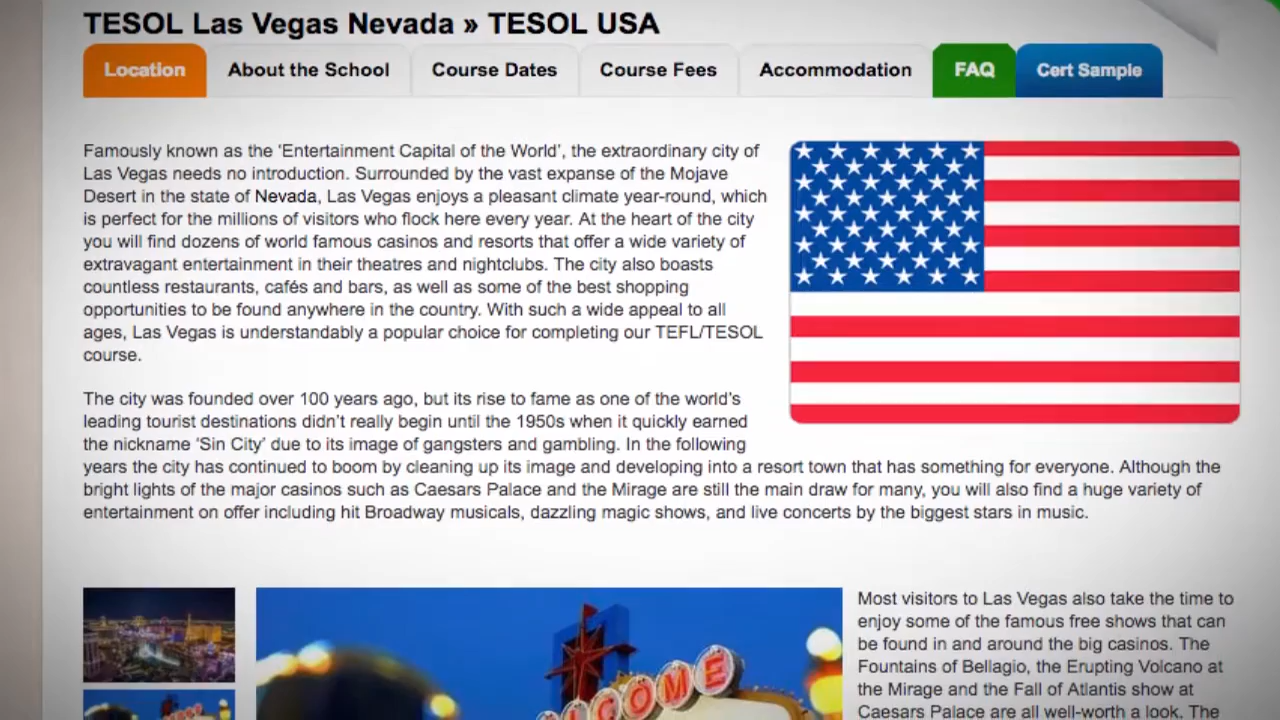 TESOL Las Vegas Nevada » TESOL USA
Location About the School Course Dates Course Fees Accommodation FAQ Cert Sample
Famously known as the ‘Entertainment Capital of the World’, the extraordinary city of
Las Vegas needs no introduction. Surrounded by the vast expanse of the Mojave
Desert in the state of Nevada, Las Vegas enjoys a pleasant climate year-round, which
is perfect for the millions of visitors who flock here every year. At the heart of the city
you will find dozens of world famous casinos and resorts that offer a wide variety of
extravagant entertainment in their theatres and nightclubs. The city also boasts
countless restaurants, cafés and bars, as well as some of the best shopping
opportunities to be found anywhere in the country. With such a wide appeal to all
ages, Las Vegas is understandably a popular choice for completing our TEFL/TESOL
course.
The city was founded over 100 years ago, but its rise to fame as one of the world’s
leading tourist destinations didn’t really begin until the 1950s when it quickly earned
the nickname ‘Sin City’ due to its image of gangsters and gambling. In the following
years the city has continued to boom by cleaning up its image and developing into a resort town that has something for everyone. Although the
bright lights of the major casinos such as Caesars Palace and the Mirage are still the main draw for many, you will also find a huge variety of
entertainment on offer including hit Broadway musicals, dazzling magic shows, and live concerts by the biggest stars in music.
COME
Most visitors to Las Vegas also take the time to
enjoy some of the famous free shows that can
be found in and around the big casinos. The
Fountains of Bellagio, the Erupting Volcano at
the Mirage and the Fall of Atlantis show at
Caesars Palace are all well-worth a look. The